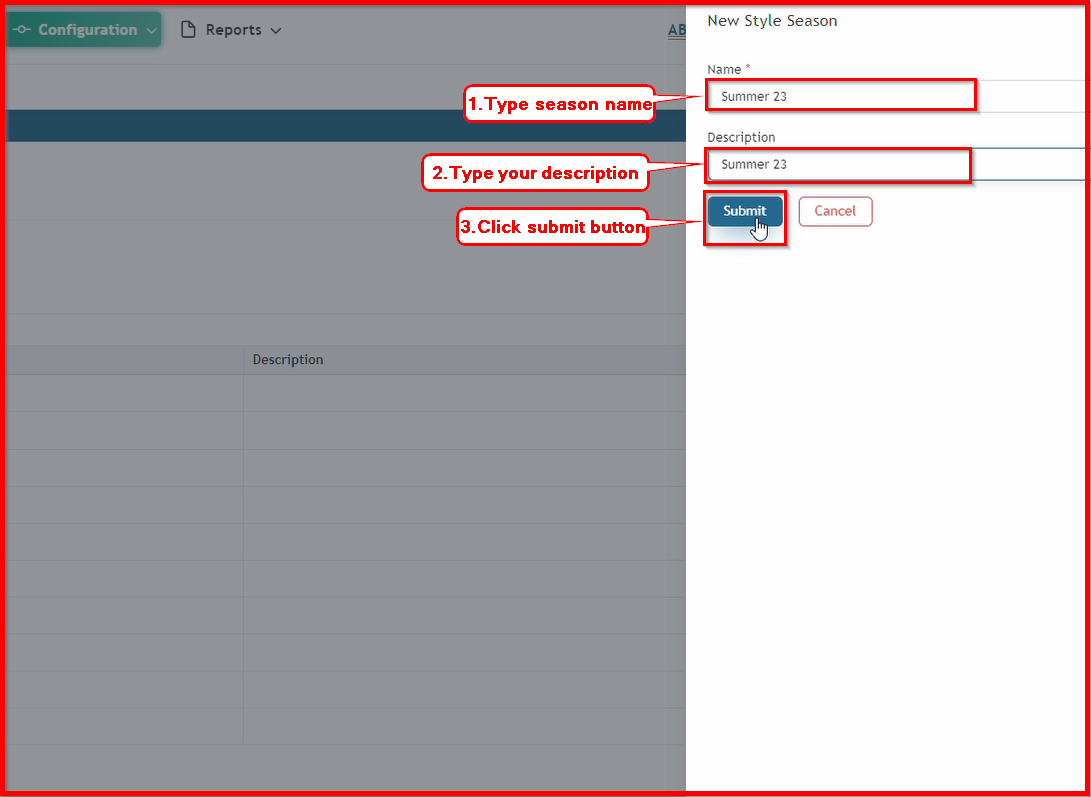 Configuration
Reports
AB
New Style Season
Name *
1.Type season name
Summer 23
Description
2.Type your description
Summer 23
3.Click submit button
Submit
Cancel
Description